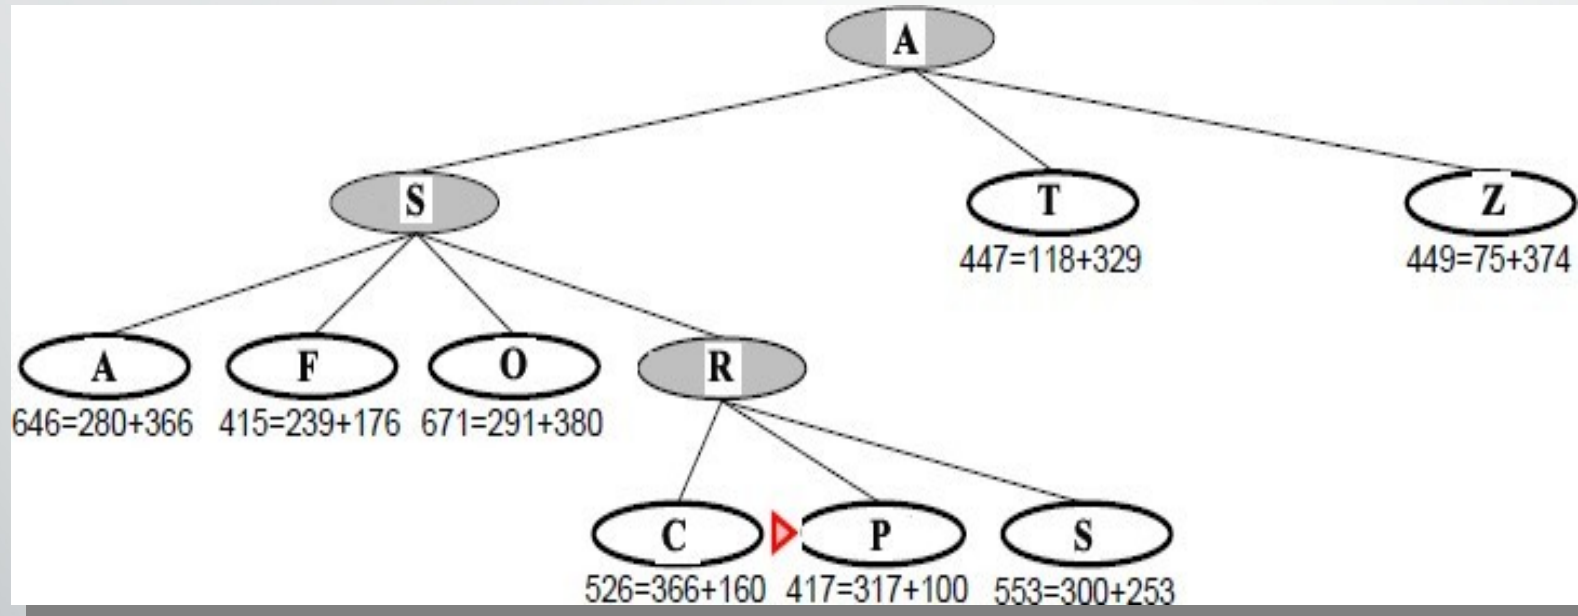 A
S
T
Z
447=118+329
449=75+374
A
F
O
R
646=280+366
415=239+176
671=291+380
C
P
S
526=366+160
417=317+100
553=300+253